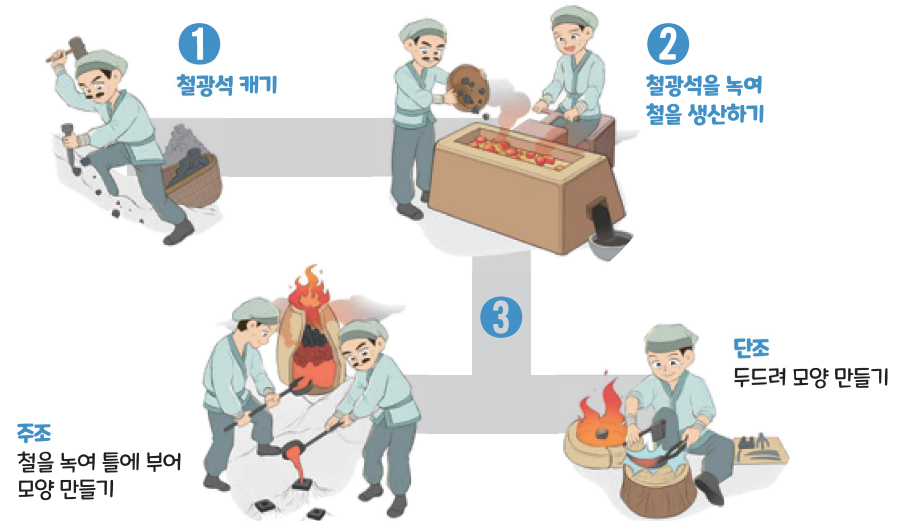 1
철광석 캐기
2
철광석을 녹여
철을 생산하기
3
단조
두드려 모양 만들기
주조
철을 녹여 틀에 부어
모양 만들기